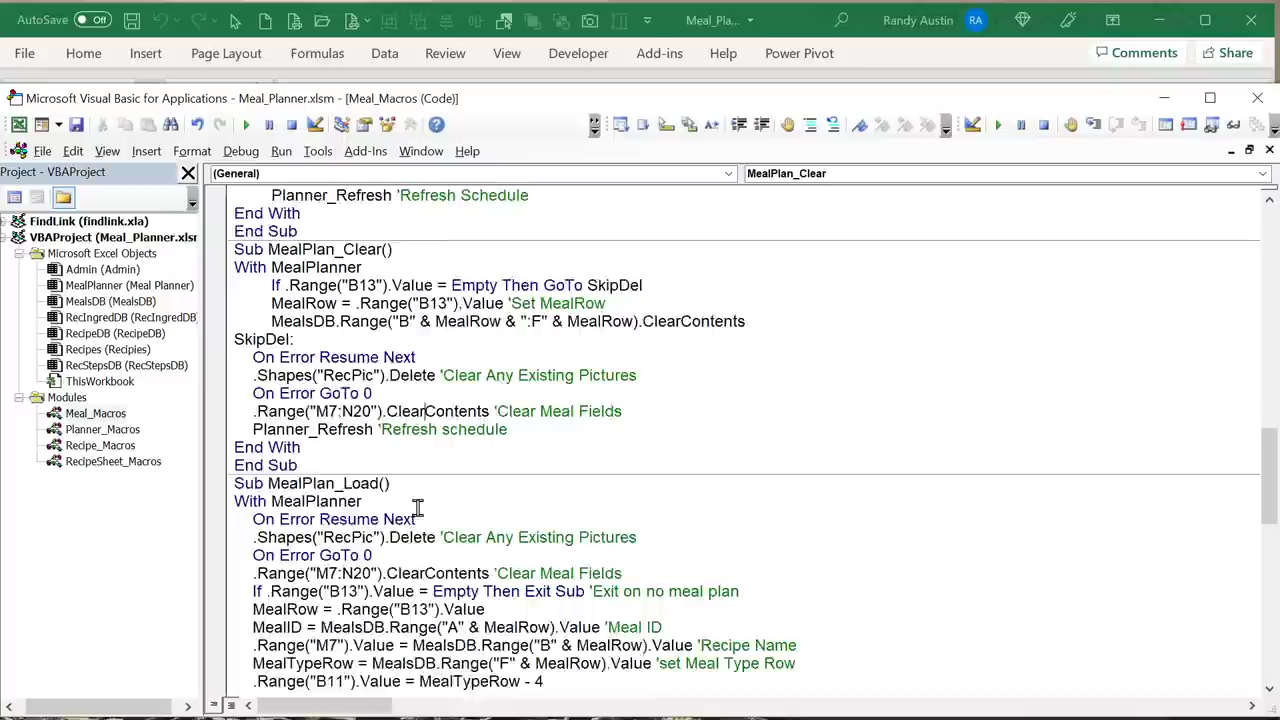 AutoSave Off Meal_Pla... Randy Austin RA
File Home Insert Page Layout Formulas Data Review View Developer Add-ins Help Power Pivot Comments Share
Microsoft Visual Basic for Applications - Meal_Planner.xlsm - [Meal_Macros (Code)]
File Edit View Insert Format Debug Run Tools Add-Ins Window Help
Project - VBAProject
(General) MealPlan_Clear
FindLink (findlink.xla)
VBAProject (Meal_Planner.xlsm
Microsoft Excel Objects
Admin (Admin)
MealPlanner (Meal Planner)
MealsDB (MealsDB)
RecIngredDB (RecIngredDB)
RecipeDB (RecipeDB)
Recipes (Recipies)
RecStepsDB (RecStepsDB)
ThisWorkbook
Modules
Meal_Macros
Planner_Macros
Recipe_Macros
RecipeSheet_Macros
Planner_Refresh 'Refresh Schedule
End With
End Sub
Sub MealPlan_Clear()
With MealPlanner
If .Range("B13").Value = Empty Then GoTo SkipDel
MealRow = .Range("B13").Value 'Set MealRow
MealsDB.Range("B" & MealRow & ":F" & MealRow).ClearContents
SkipDel:
On Error Resume Next
.Shapes("RecPic").Delete 'Clear Any Existing Pictures
On Error GoTo 0
.Range("M7:N20").ClearContents 'Clear Meal Fields
Planner_Refresh 'Refresh schedule
End With
End Sub
Sub MealPlan_Load()
With MealPlanner
On Error Resume Next
.Shapes("RecPic").Delete 'Clear Any Existing Pictures
On Error GoTo 0
.Range("M7:N20").ClearContents 'Clear Meal Fields
If .Range("B13").Value = Empty Then Exit Sub 'Exit on no meal plan
MealRow = .Range("B13").Value
MealID = MealsDB.Range("A" & MealRow).Value 'Meal ID
.Range("M7").Value = MealsDB.Range("B" & MealRow).Value 'Recipe Name
MealTypeRow = MealsDB.Range("F" & MealRow).Value 'set Meal Type Row
.Range("B11").Value = MealTypeRow - 4